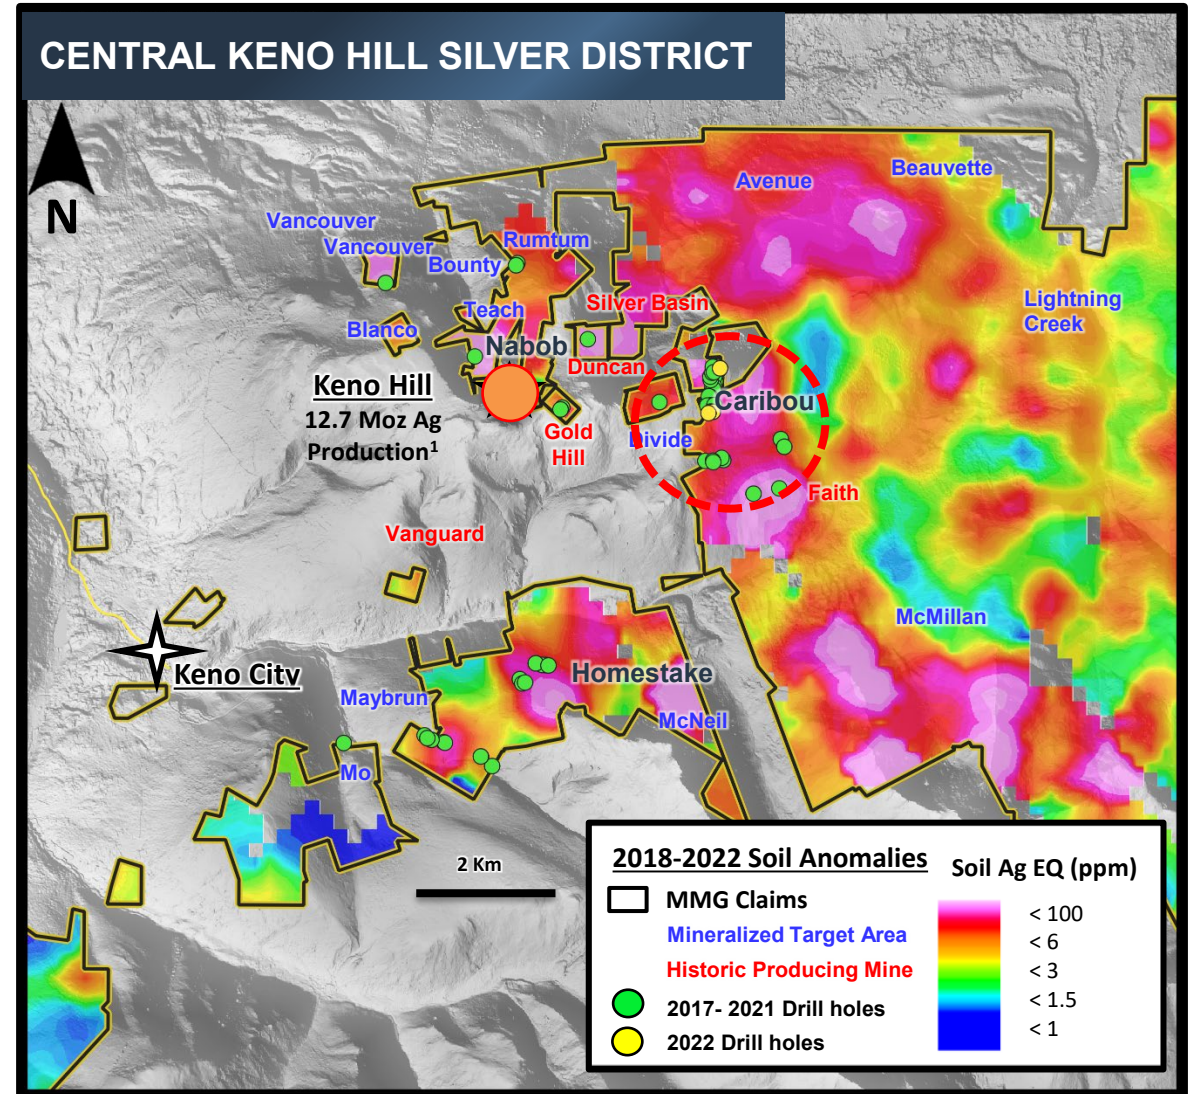 CENTRAL KENO HILL SILVER DISTRICT
N
Beauvette
Avenue
Vancouver
Vancouver
Rumtum
Bounty
Lightning
Creek
Silver Basin
Teach
Blanco
Nabob
Duncan
Keno Hill
12.7 Moz Ag
Production1
Caribou
Gold
Hill
Divide
Faith
Vanguard
McMillan
Keno City
Homestake
Maybrun
McNeil
Mo
2 Km
2018-2022 Soil Anomalies
MMG Claims
Mineralized Target Area
Historic Producing Mine
2017- 2021 Drill holes
2022 Drill holes
Soil Ag EQ (ppm)
< 100
< 6
< 3
< 1.5
< 1